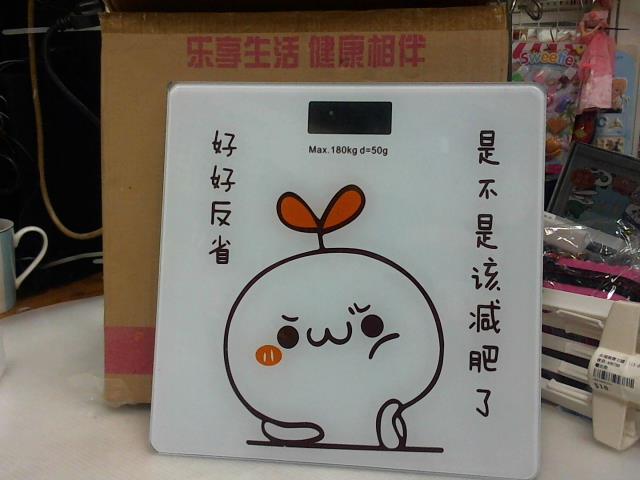 乐享生活 健康相伴
Max.180kg d=50g
是不是该减肥了
好好反省
sweetie